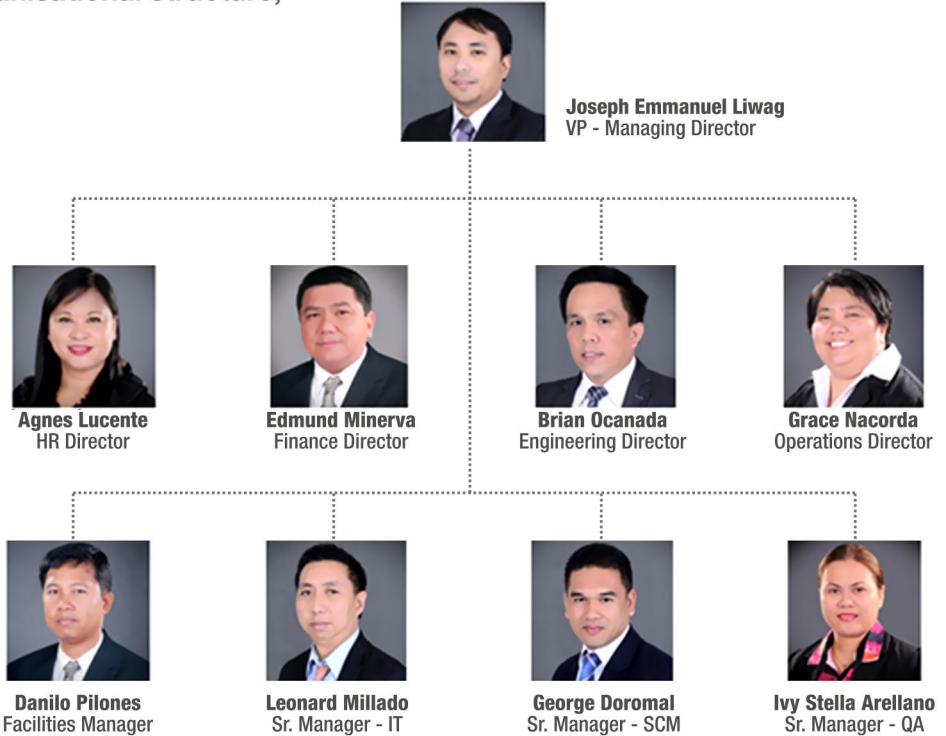 Joseph Emmanuel Liwag
VP - Managing Director
Agnes Lucente
HR Director
Edmund Minerva
Finance Director
Brian Ocanada
Engineering Director
Grace Nacorda
Operations Director
Danilo Pilones
Facilities Manager
Leonard Millado
Sr. Manager - IT
George Doromal
Sr. Manager - SCM
Ivy Stella Arellano
Sr. Manager - QA